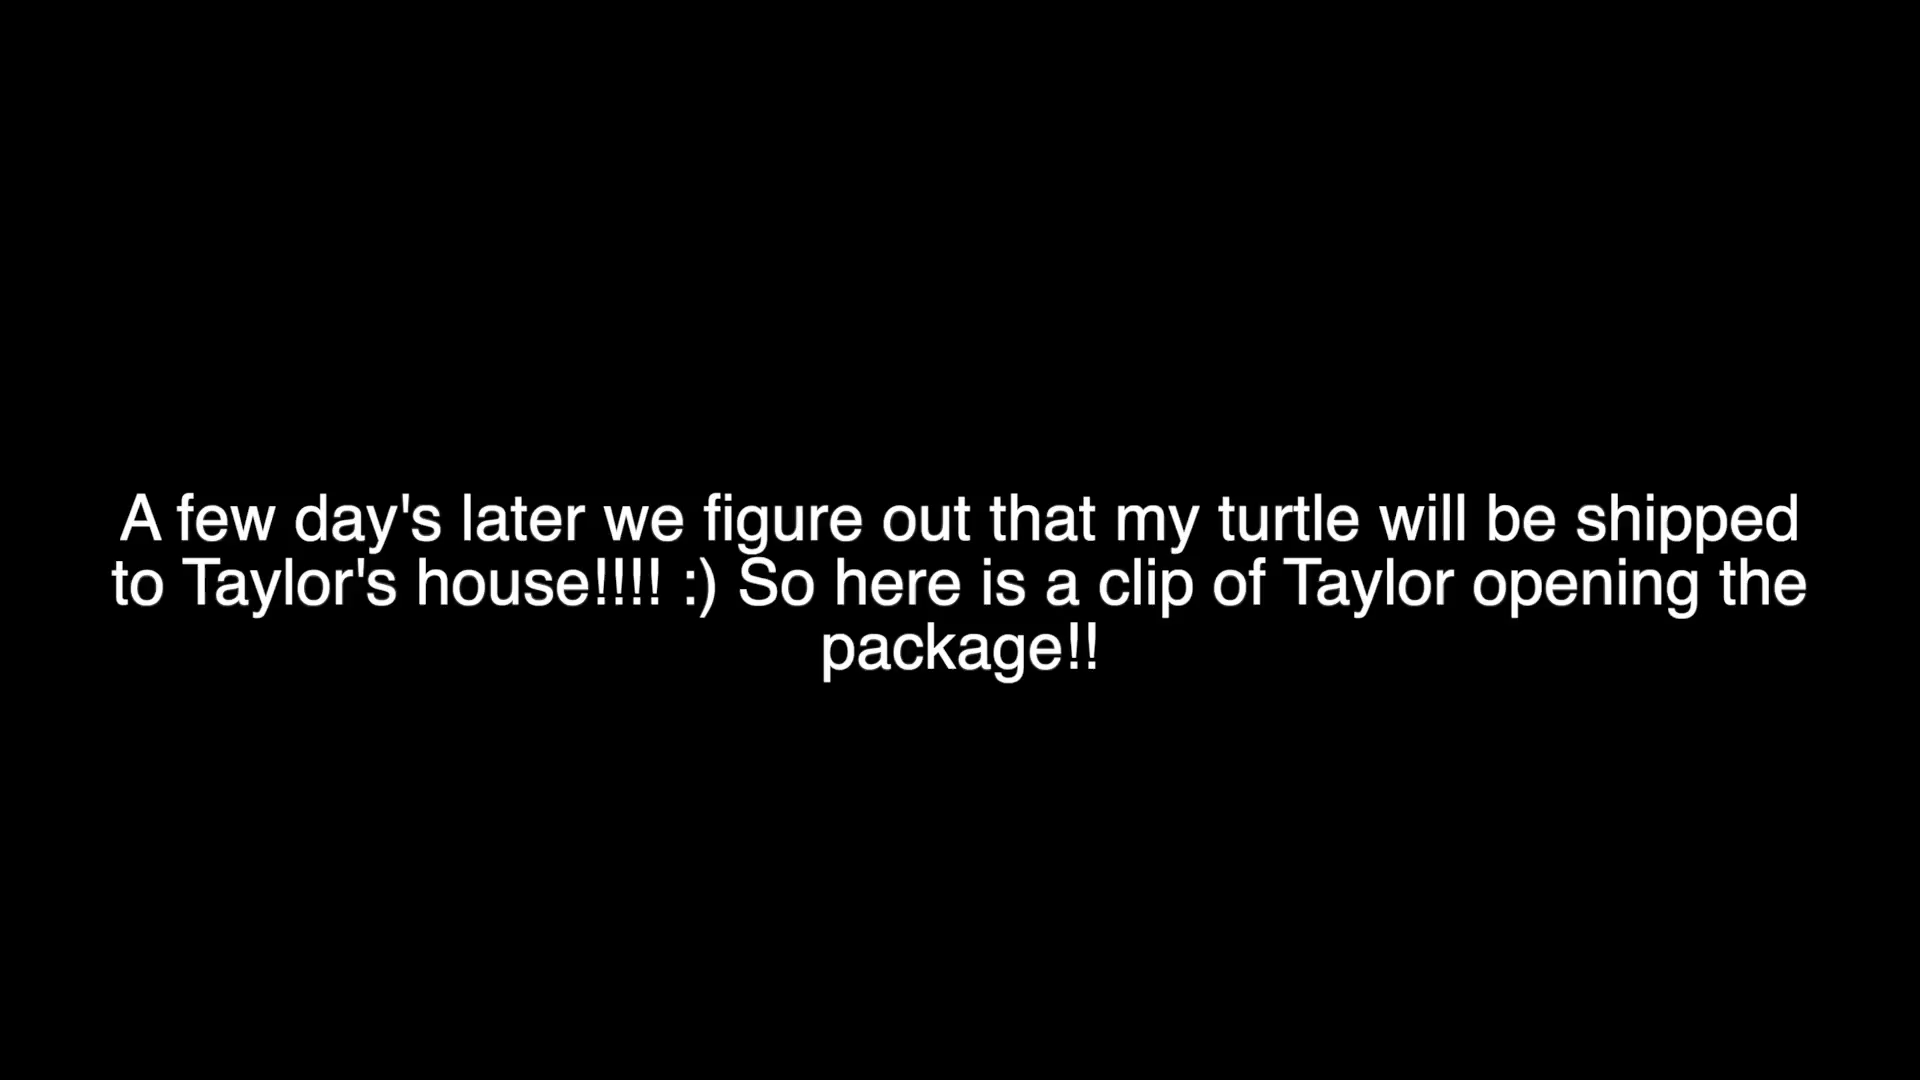 A few day's later we figure out that my turtle will be shipped
to Taylor's house!!!! :) So here is a clip of Taylor opening the
package!!